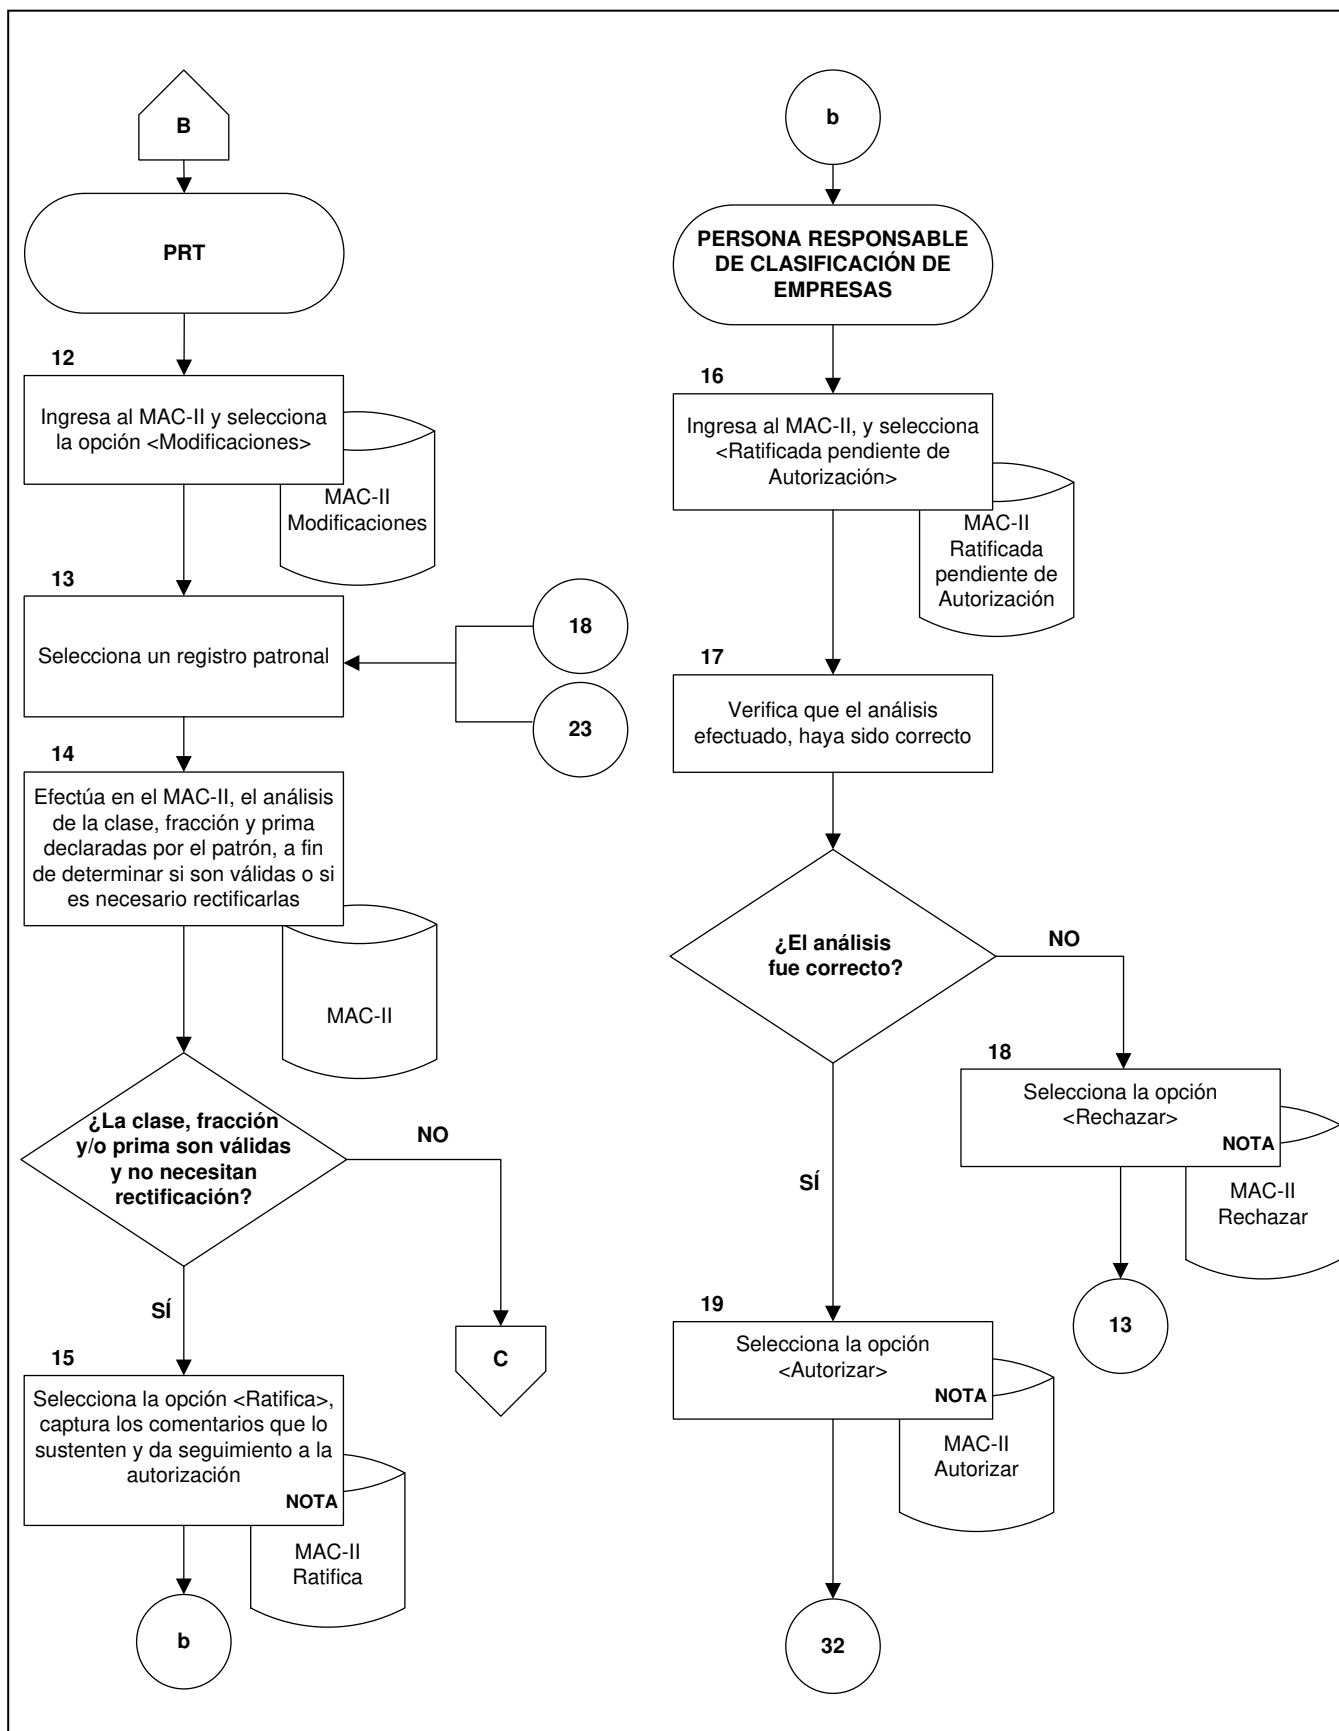 B
PRT
12
Ingresa al MAC-II y selecciona
la opción <Modificaciones>
MAC-II
Modificaciones
13
Selecciona un registro patronal
18
23
14
Efectúa en el MAC-II, el análisis
de la clase, fracción y prima
declaradas por el patrón, a fin
de determinar si son válidas o si
es necesario rectificarlas
MAC-II
¿La clase, fracción
y/o prima son válidas
y no necesitan
rectificación?
NO
C
SÍ
15
Selecciona la opción <Ratifica>,
captura los comentarios que lo
sustenten y da seguimiento a la
autorización
NOTA
MAC-II
Ratifica
b
b
PERSONA RESPONSABLE
DE CLASIFICACIÓN DE
EMPRESAS
16
Ingresa al MAC-II, y selecciona
<Ratificada pendiente de
Autorización>
MAC-II
Ratificada
pendiente de
Autorización
17
Verifica que el análisis
efectuado, haya sido correcto
¿El análisis
fue correcto?
NO
18
Selecciona la opción
<Rechazar>
NOTA
MAC-II
Rechazar
13
SÍ
19
Selecciona la opción
<Autorizar>
NOTA
MAC-II
Autorizar
32